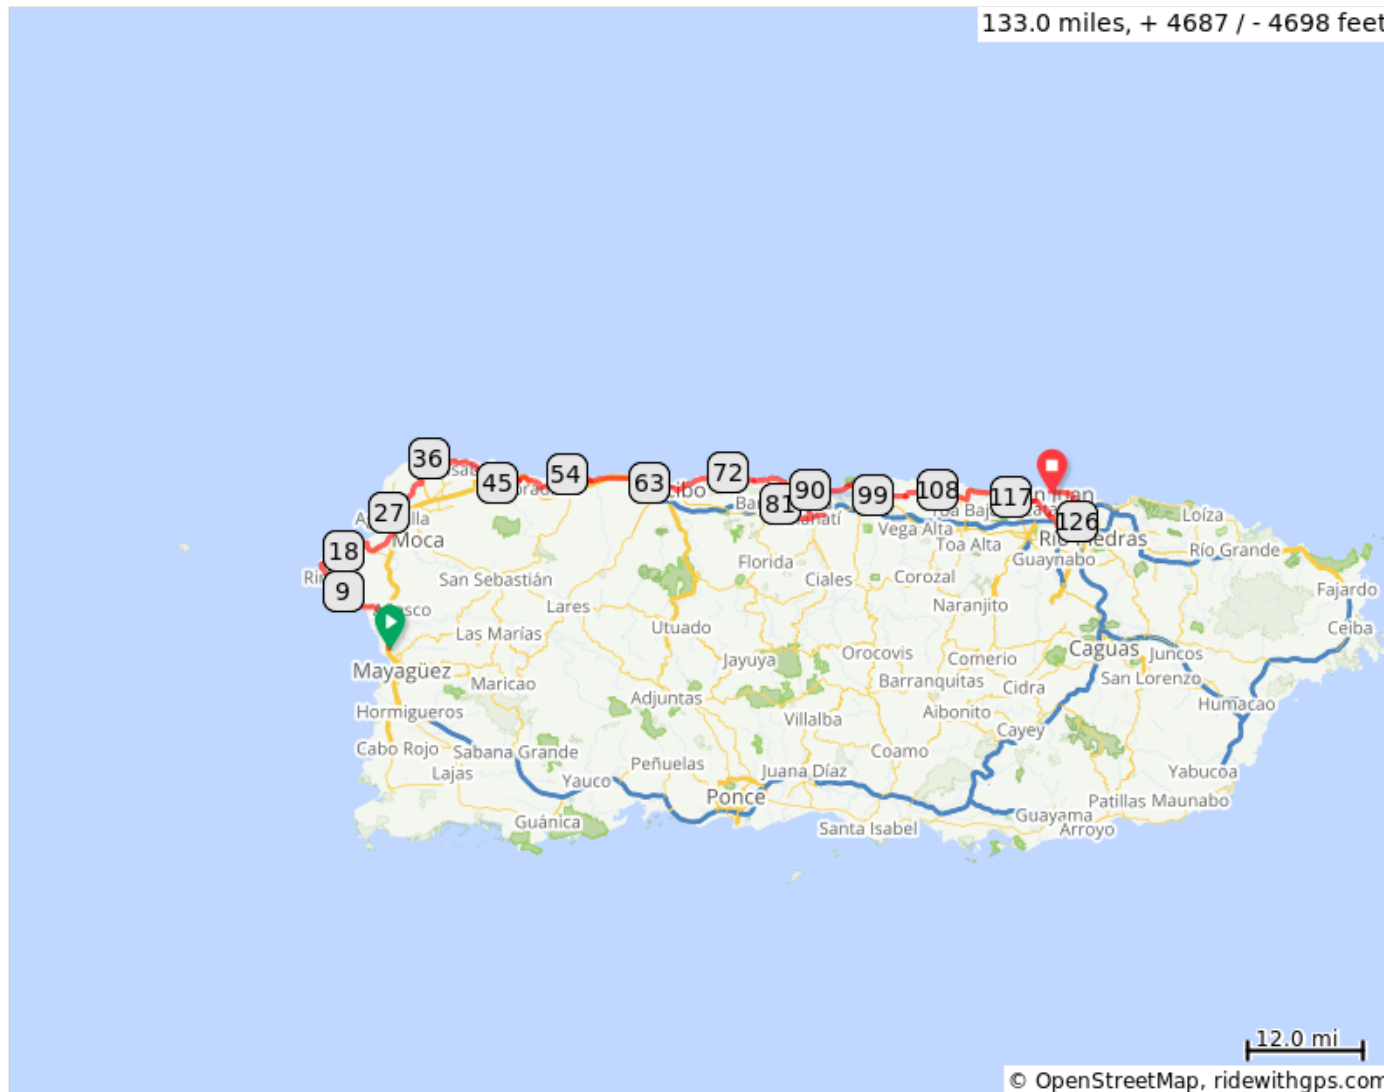 133.0 miles, + 4687 / - 4698 feet
36
45
54
63
72
81
90
99
108
117
126
27
18
9
Moca
Vega Alta
Toa Alta
Loíza
Río Grande
Guaynabo
Fajardo
Ceiba
San Sebastián
Florida
Ciales
Corozal
Naranjito
Lares
Las Marías
Utuado
Mayagüez
Maricao
Jayuya
Orocovis
Comerio
Barranquitas
Cidra
Caguas
Juncos
San Lorenzo
Humacao
Adjuntas
Hormigueros
Villalba
Aibonito
Cayey
Cabo Rojo
Sabana Grande
Lajas
Yauco
Peñuelas
Juana Díaz
Coamo
Ponce
Yabucoa
Patillas
Maunabo
Guánica
Santa Isabel
Guayama
Arroyo
12.0 mi
© OpenStreetMap, ridewithgps.com